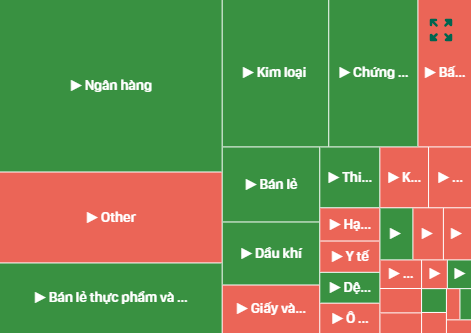 Ngân hàng
Kim loại
Chứng ...
Bấ...
Bán lẻ
Thi...
K...
...
Other
Hạ...
Dầu khí
Y tế
...
Dệ...
Bán lẻ thực phẩm và ...
Giấy và...
Ô ...